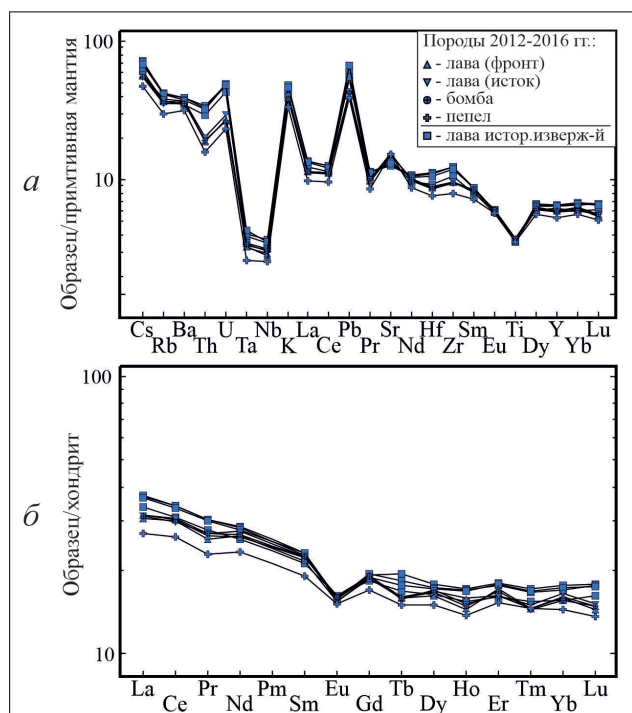 а
Образец/примтивная мантия
100
10
Породы 2012-2016 гг.:
- лава (фронт)
- лава (исток)
- бомба
- пепел
- лава истор.изверж-й
Cs Ba U Nb La Pb Sr Hf Sm Ti Y Lu
Rb Th Ta K Ce Pr Nd Zr Eu Dy Yb
б
Образец/хондрит
100
10
La Pr Pm Eu Tb Ho Tm Lu
Ce Nd Sm Gd Dy Er Yb